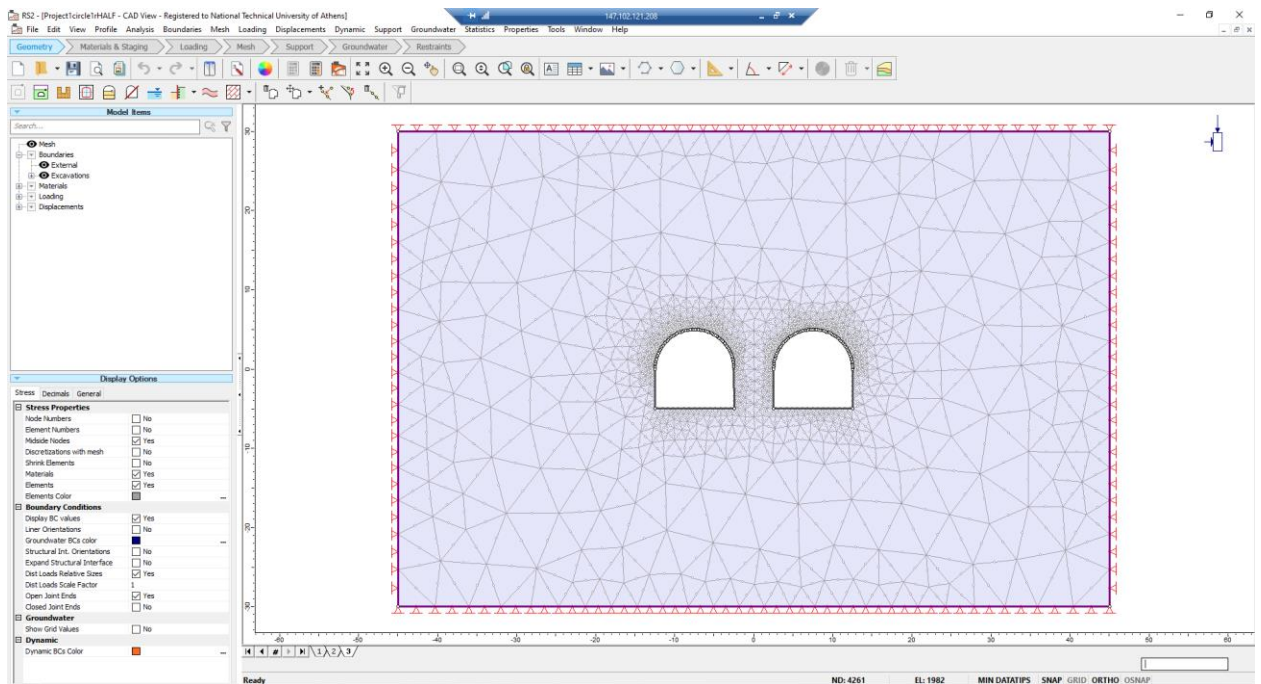 RS2 - [Project1circle1rHALF - CAD View - Registered to National Technical University of Athens]
147.102.121.208
File Edit View Profile Analysis Boundaries Mesh Loading Displacements Dynamic Support Groundwater Statistics Properties Tools Window Help
Geometry Materials & Staging Loading Mesh Support Groundwater Restraints
Model Items
Search...
Mesh
Boundaries
External
Excavations
Materials
Loading
Displacements
Display Options
Stress Decimals General
Stress Properties
Node Numbers No
Element Numbers No
Midside Nodes Yes
Discretizations with mesh No
Shrink Elements No
Materials Yes
Elements Yes
Elements Color ...
Boundary Conditions
Display BC values Yes
Liner Orientations No
Groundwater BCs color ...
Structural Int. Orientations No
Expand Structural Interface No
Dist Loads Relative Sizes Yes
Dist Loads Scale Factor 1
Open Joint Ends Yes
Closed Joint Ends No
Groundwater
Show Grid Values No
Dynamic
Dynamic BCs Color ...
30
20
0
-10
-20
-30
-60 -50 -40 -30 -20 -10 0 10 20 30 40 50 60
1 2 3
Ready ND: 4261 EL: 1982 MIN DATATIPS SNAP GRID ORTHO OSNAP